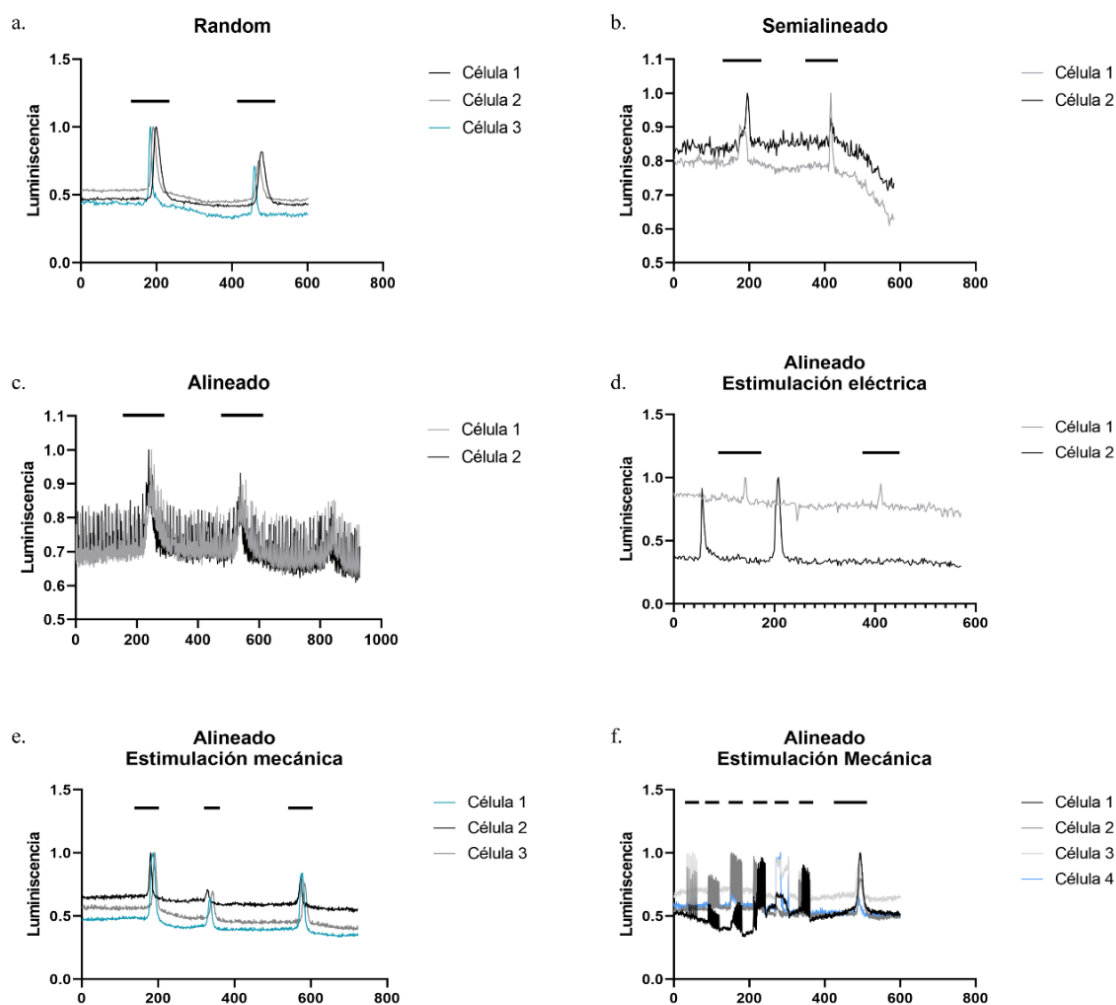 a.
Random
Luminiscencia
1.5
1.0
0.5
0.0
0 200 400 600 800
Célula 1
Célula 2
Célula 3
b.
Semialineado
Luminiscencia
1.1
1.0
0.9
0.8
0.7
0.6
0.5
0 200 400 600 800
Célula 1
Célula 2
c.
Alineado
Luminiscencia
1.1
1.0
0.9
0.8
0.7
0.6
0.5
0 200 400 600 800 1000
Célula 1
Célula 2
d.
Alineado
Estimulación eléctrica
Luminiscencia
1.5
1.0
0.5
0.0
0 200 400 600
Célula 1
Célula 2
e.
Alineado
Estimulación mecánica
Luminiscencia
1.5
1.0
0.5
0.0
0 200 400 600 800
Célula 1
Célula 2
Célula 3
f.
Alineado
Estimulación Mecánica
Luminiscencia
1.5
1.0
0.5
0.0
0 200 400 600 800
Célula 1
Célula 2
Célula 3
Célula 4